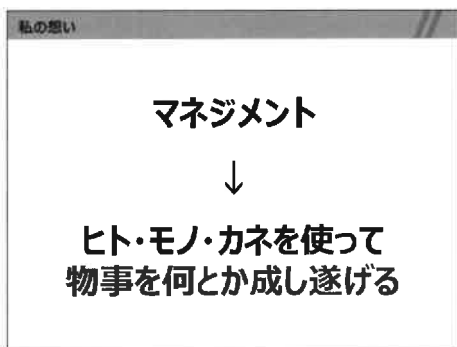 私の想い
マネジメント
↓
ヒト・モノ・カネを使って
物事を何とか成し遂げる